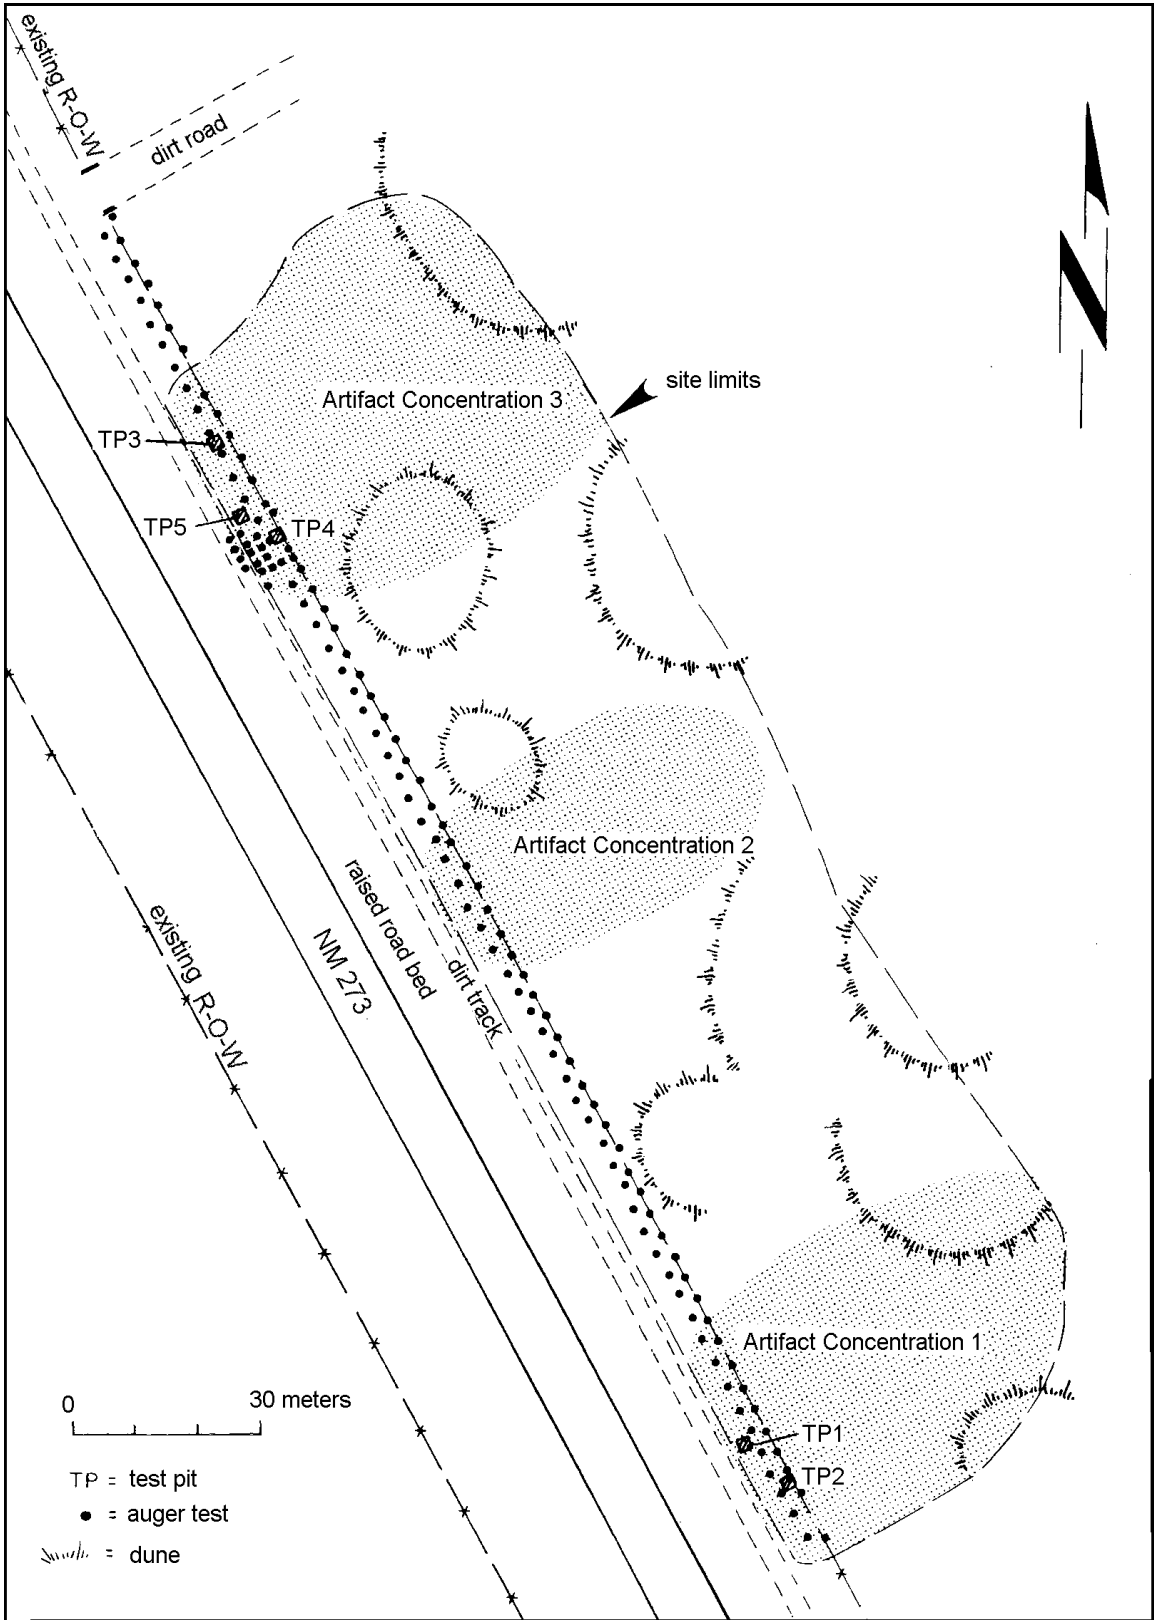 existing R-O-W
dirt road
N
Artifact Concentration 3
site limits
TP3
TP5
TP4
Artifact Concentration 2
raised road bed
existing R-O-W
NM 273
dirt track
Artifact Concentration 1
0 30 meters
TP1
TP2
TP = test pit
= auger test
= dune